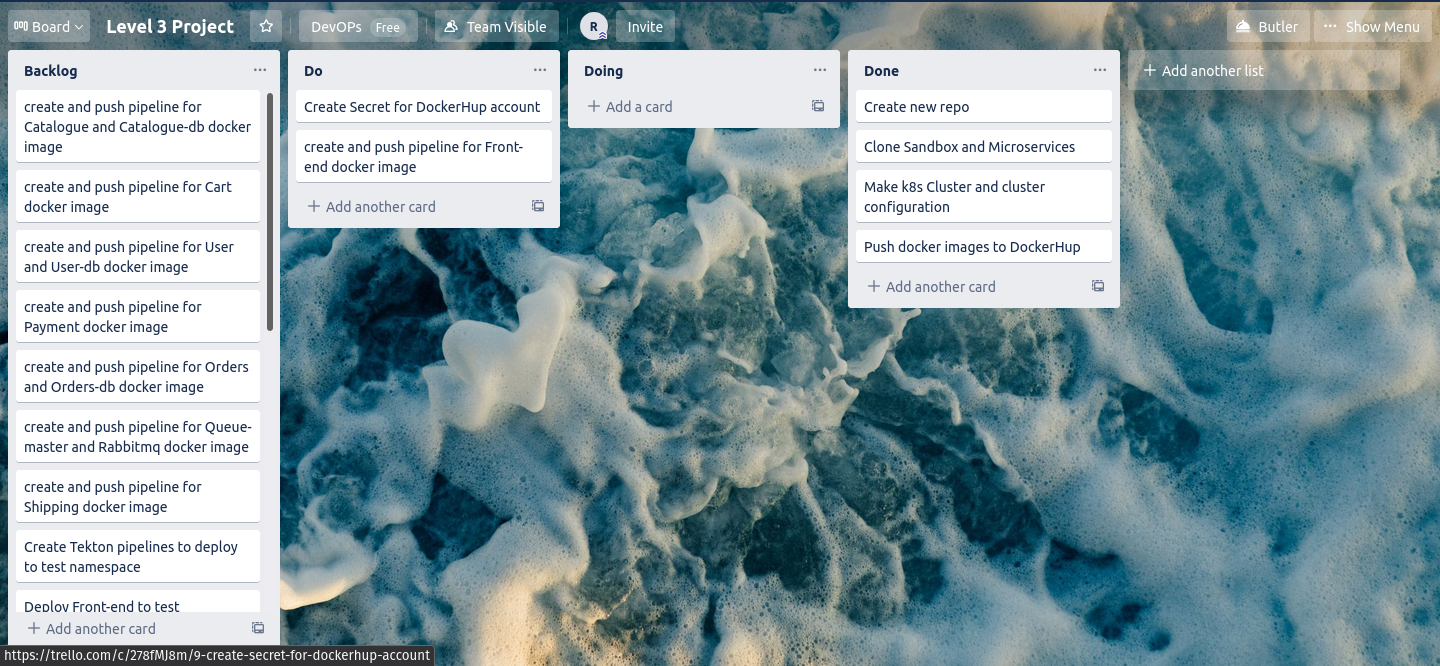 Board
Level 3 Project
DevOPs Free
Team Visible
R
Invite
Butler
··· Show Menu
Backlog ···
create and push pipeline for
Catalogue and Catalogue-db docker
image
create and push pipeline for Cart
docker image
create and push pipeline for User
and User-db docker image
create and push pipeline for
Payment docker image
create and push pipeline for Orders
and Orders-db docker image
create and push pipeline for Queue-
master and Rabbitmq docker image
create and push pipeline for
Shipping docker image
Create Tekton pipelines to deploy
to test namespace
Deploy Front-end to test
+ Add another card
Do ···
Create Secret for DockerHup account
create and push pipeline for Front-
end docker image
+ Add another card
Doing ···
+ Add a card
Done ···
Create new repo
Clone Sandbox and Microservices
Make k8s Cluster and cluster
configuration
Push docker images to DockerHup
+ Add another card
+ Add another list
https://trello.com/c/278fMJ8m/9-create-secret-for-dockerhup-account